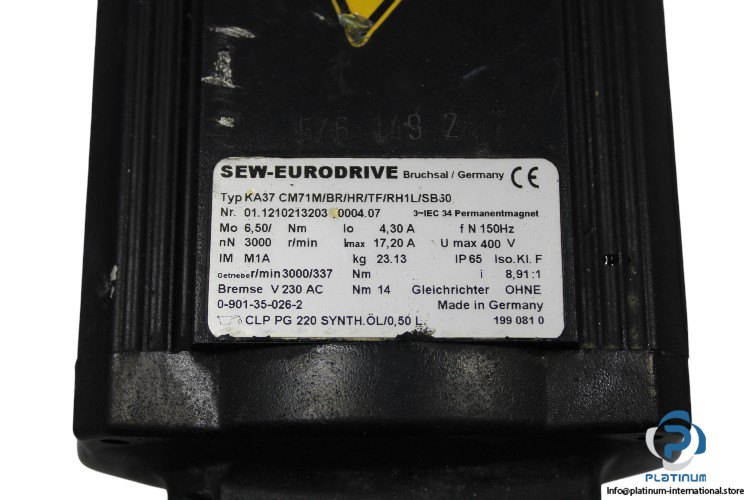 SEW-EURODRIVE Bruchsal / Germany CE
Typ KA37 CM71M/BR/HR/TF/RH1L/SB60
Nr. 01.1210213203 .0004.07 3~IEC 34 Permanentmagnet
Mo 6,50/ Nm Io 4,30 A f N 150Hz
nN 3000 r/min Imax 17,20 A U max 400 V
IM M1A kg 23.13 IP 65 Iso.Kl. F
Getriebe r/min 3000/337 Nm i 8,91 :1
Bremse V 230 AC Nm 14 Gleichrichter OHNE
0-901-35-026-2 Made in Germany
CLP PG 220 SYNTH.ÖL/0,50 L 199 081 0
PLATINUM
INTERNATIONAL
https://platinum-international.store